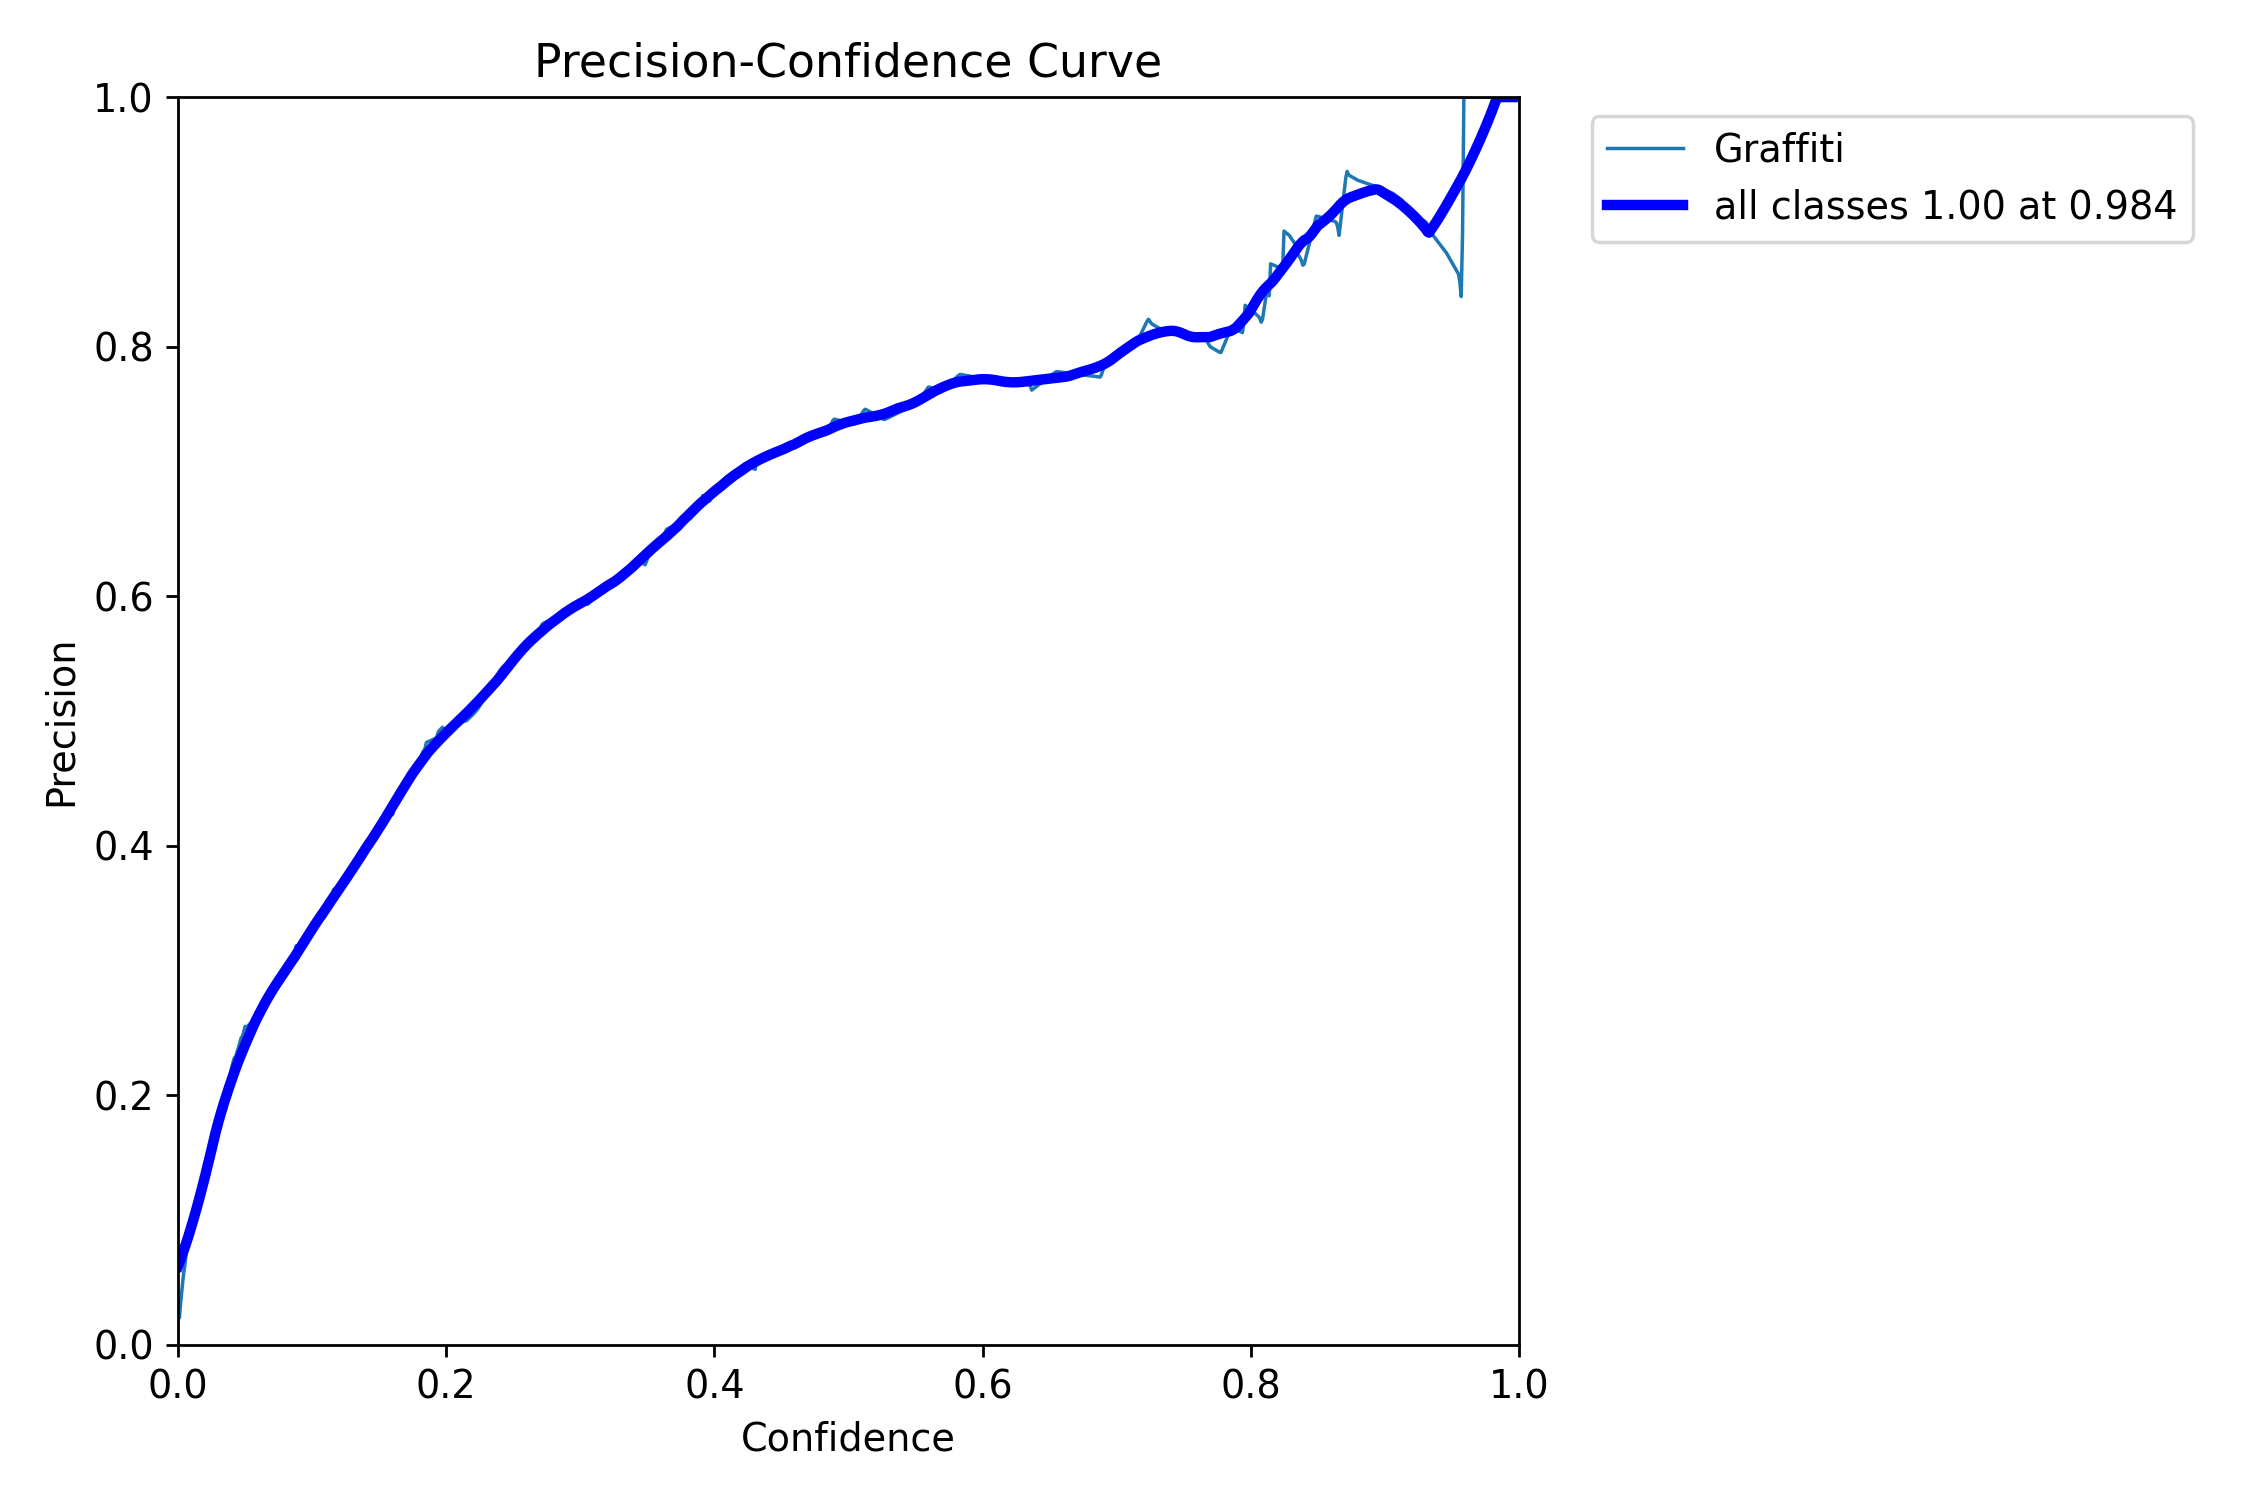 Precision-Confidence Curve
1.0
0.8
0.6
0.4
0.2
0.0
Precision
0.0 0.2 0.4 0.6 0.8 1.0
Confidence
Graffiti
all classes 1.00 at 0.984